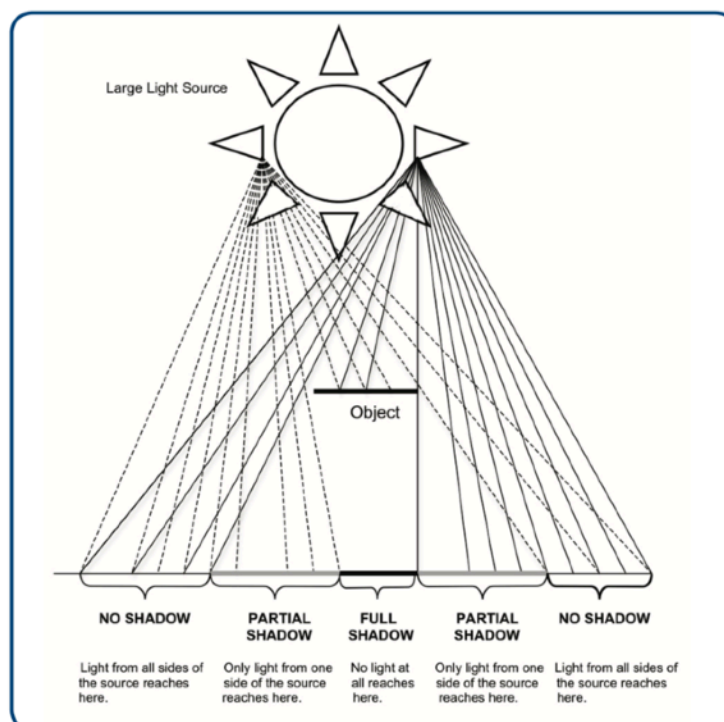 Large Light Source
Object
NO SHADOW
Light from all sides of
the source reaches
here.
PARTIAL
SHADOW
Only light from one
side of the source
reaches here.
FULL
SHADOW
No light at
all reaches
here.
PARTIAL
SHADOW
Only light from one
side of the source
reaches here.
NO SHADOW
Light from all sides of
the source reaches
here.